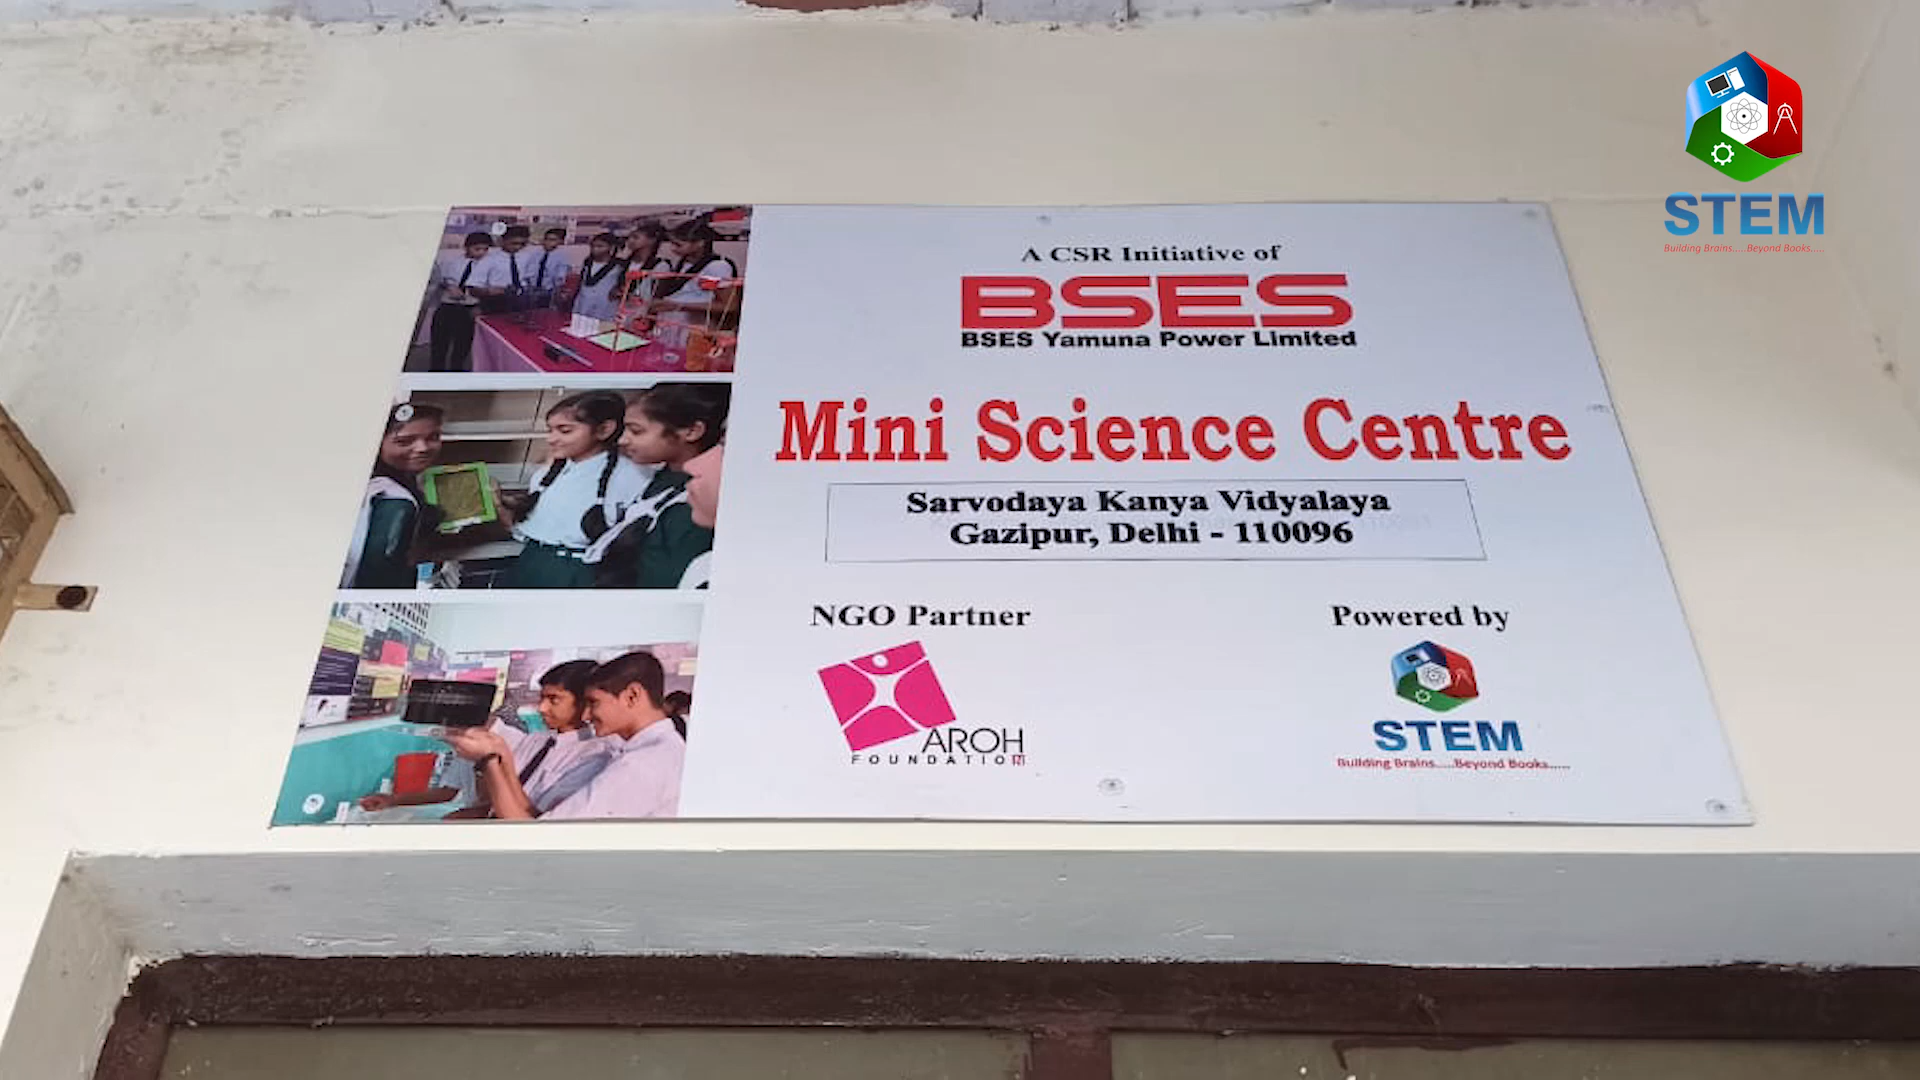 A CSR Initiative of
BSES
BSES Yamuna Power Limited
Mini Science Centre
Sarvodaya Kanya Vidyalaya
Gazipur, Delhi - 110096
NGO Partner
AROH
FOUNDATION
Powered by
STEM
Building Brains.....Beyond Books.....
STEM
Building Brains.....Beyond Books.....